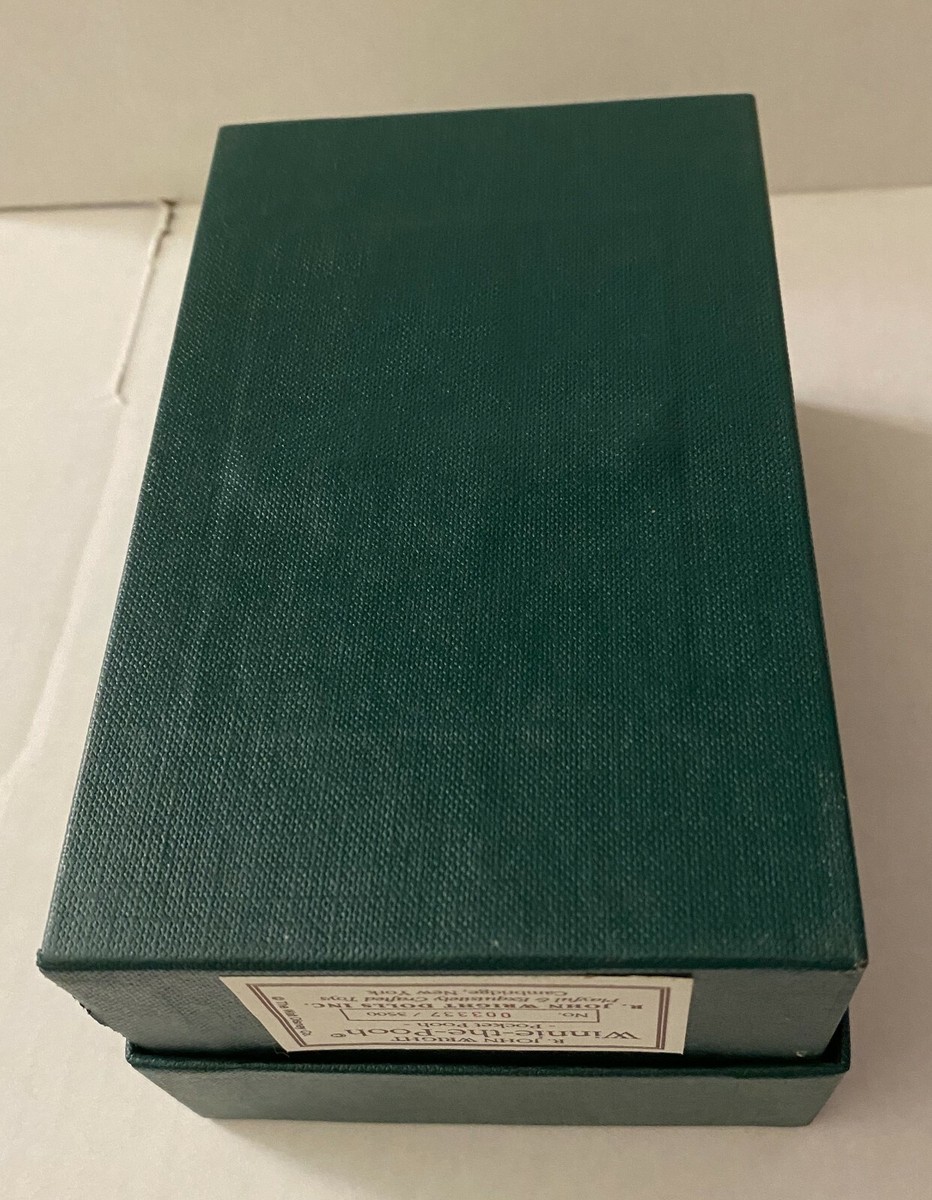 R. JOHN WRIGHT
Winnie-the-Pooh©
- Pocket Pooh -
No. 003337 / 3500
R. JOHN WRIGHT DOLLS INC.
Playful & Exquisitely Crafted Toys
Cambridge, New York